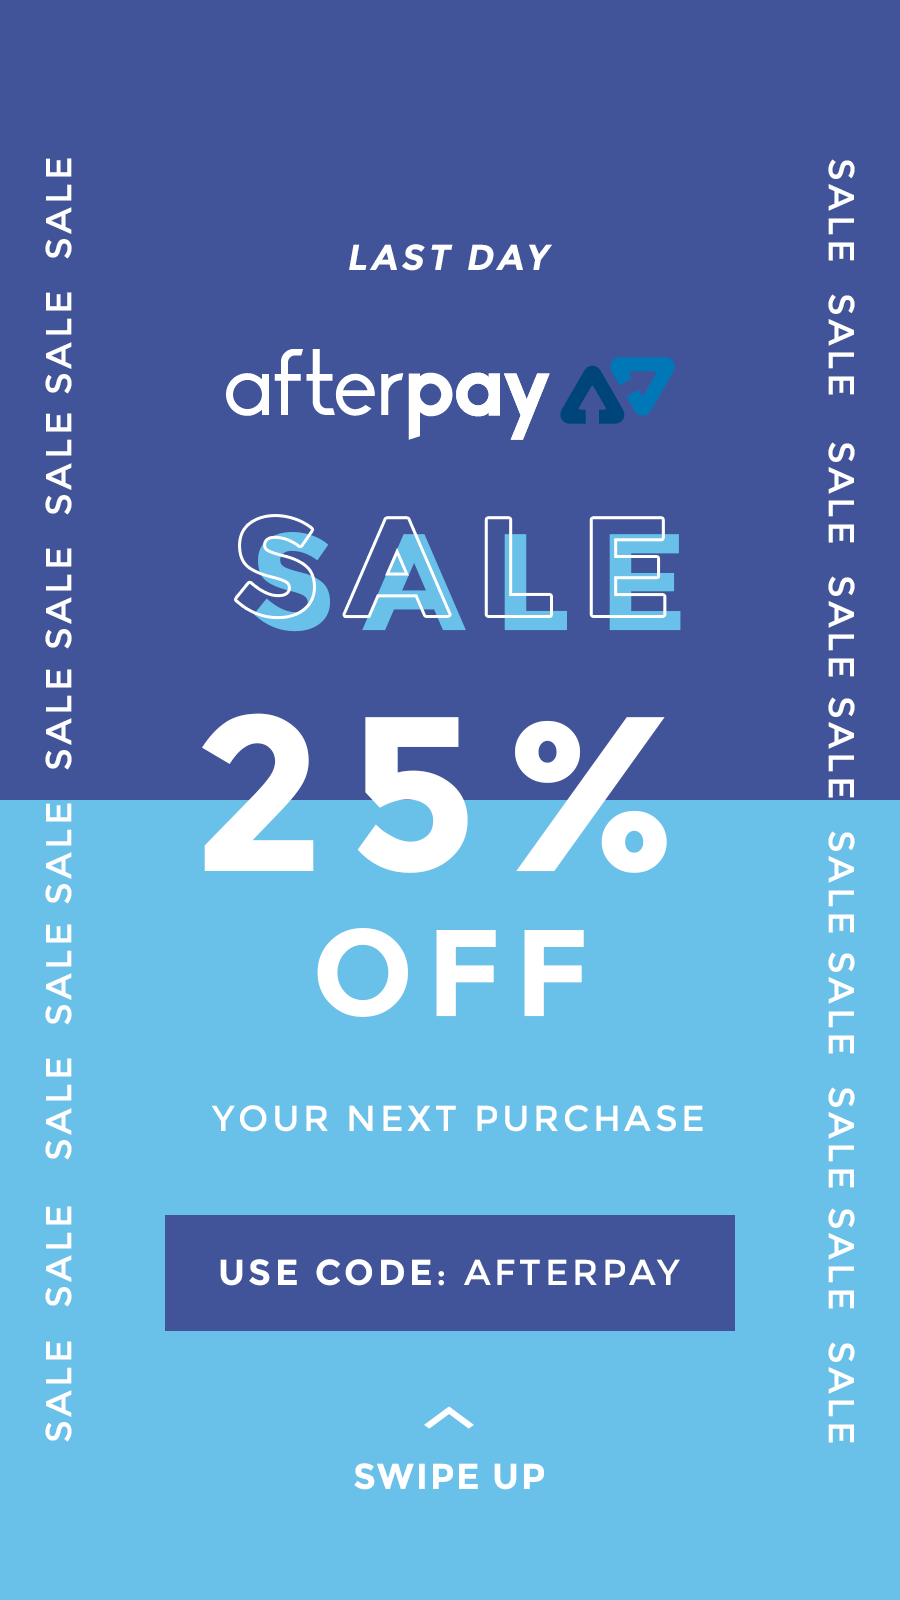 LAST DAY
afterpay
SALE
25%
OFF
YOUR NEXT PURCHASE
USE CODE: AFTERPAY
SWIPE UP
SALE SALE SALE SALE SALE SALE SALE SALE SALE SALE
SALE SALE SALE SALE SALE SALE SALE SALE SALE SALE